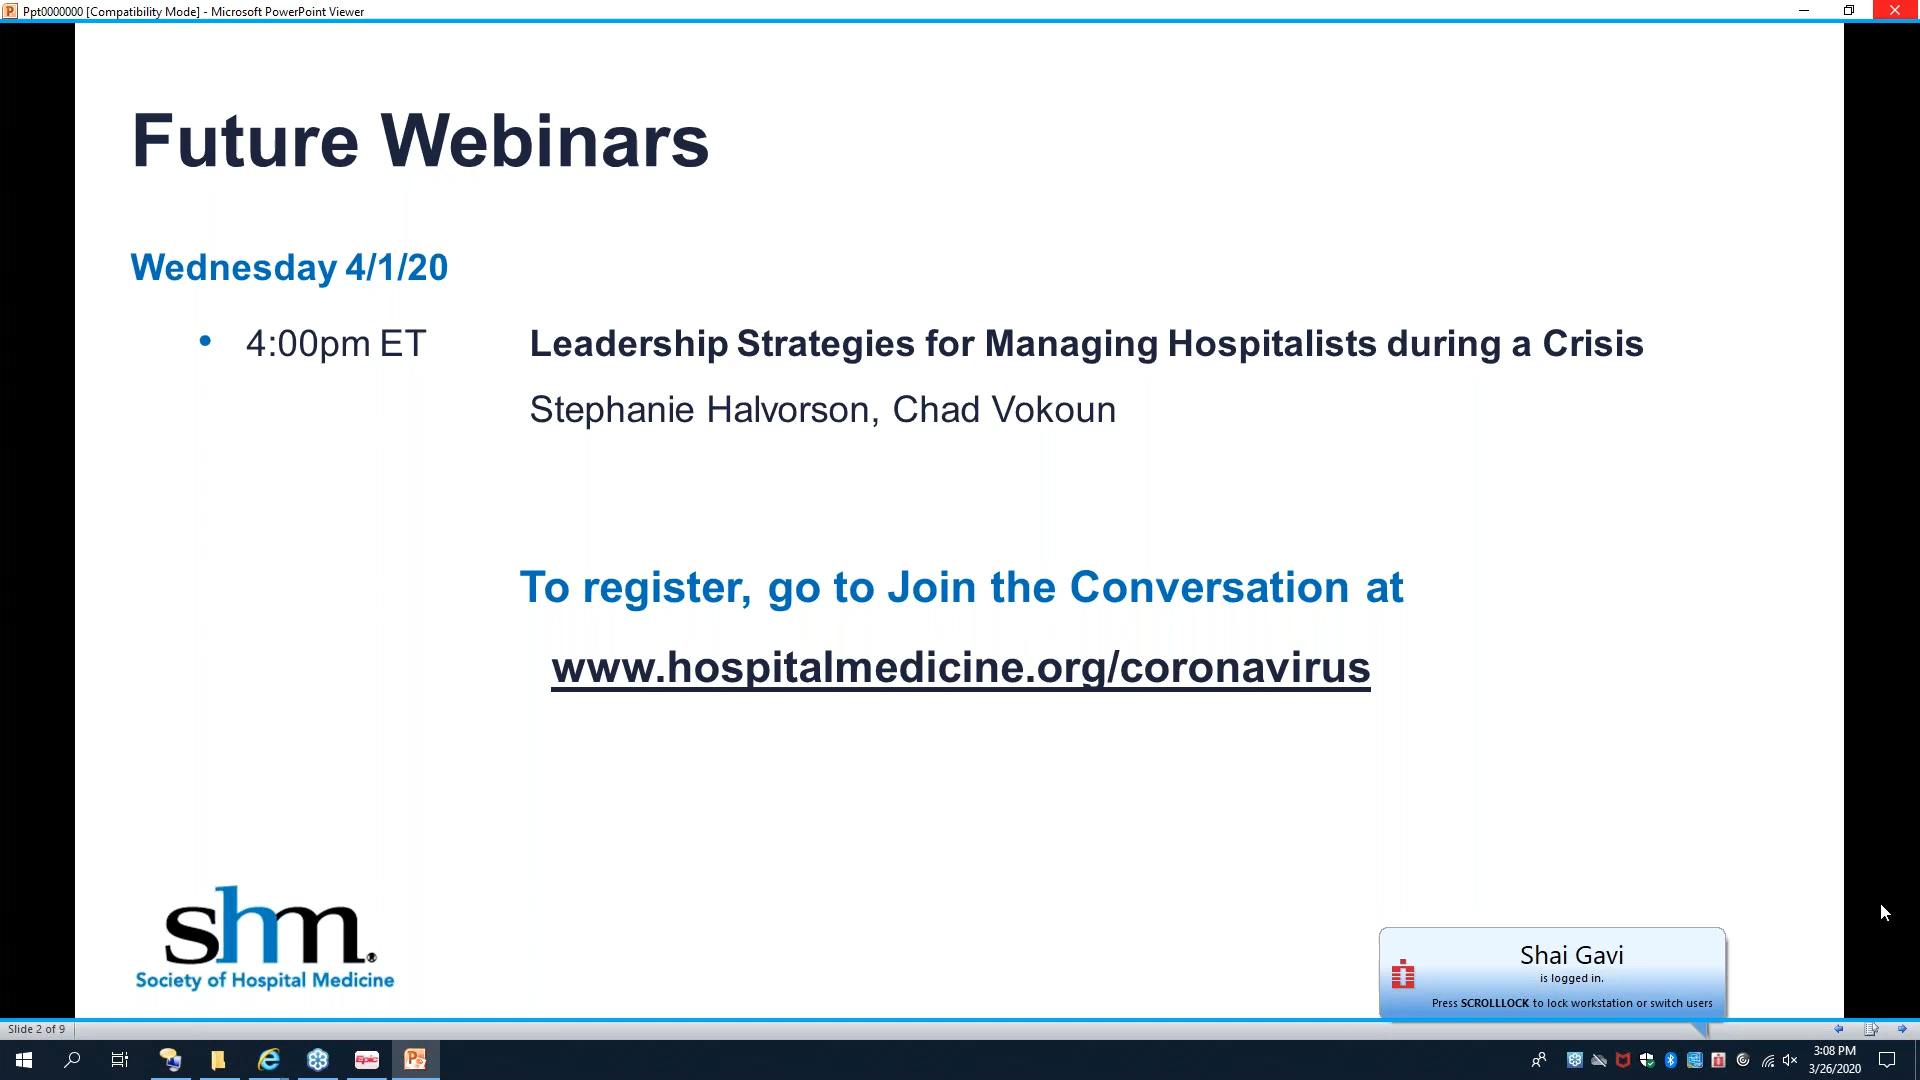 Ppt0000000 [Compatibility Mode] - Microsoft PowerPoint Viewer
Future Webinars
Wednesday 4/1/20
• 4:00pm ET Leadership Strategies for Managing Hospitalists during a Crisis
Stephanie Halvorson, Chad Vokoun
To register, go to Join the Conversation at
www.hospitalmedicine.org/coronavirus
shm.®
Society of Hospital Medicine
Shai Gavi
is logged in.
Press SCROLLLOCK to lock workstation or switch users
Slide 2 of 9
Epic
3:08 PM
3/26/2020